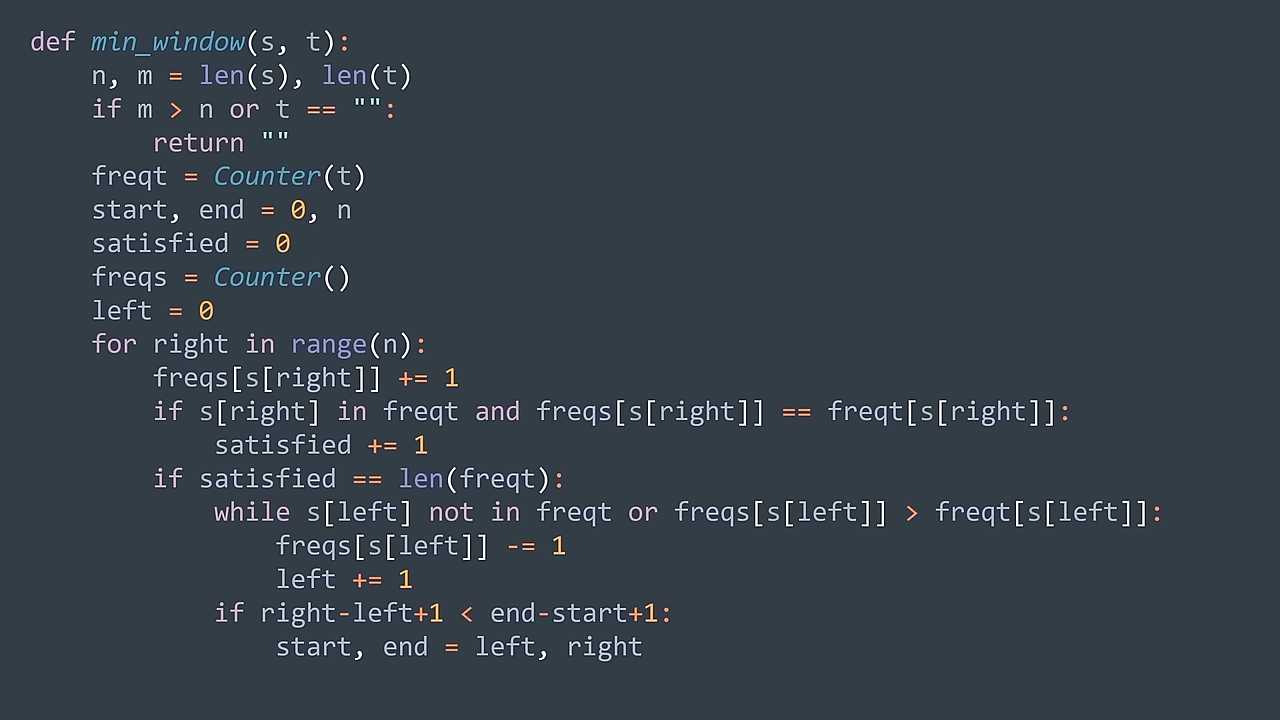 def min_window(s, t):
    n, m = len(s), len(t)
    if m > n or t == "":
        return ""
    freqt = Counter(t)
    start, end = 0, n
    satisfied = 0
    freqs = Counter()
    left = 0
    for right in range(n):
        freqs[s[right]] += 1
        if s[right] in freqt and freqs[s[right]] == freqt[s[right]]:
            satisfied += 1
        if satisfied == len(freqt):
            while s[left] not in freqt or freqs[s[left]] > freqt[s[left]]:
                freqs[s[left]] -= 1
                left += 1
            if right-left+1 < end-start+1:
                start, end = left, right